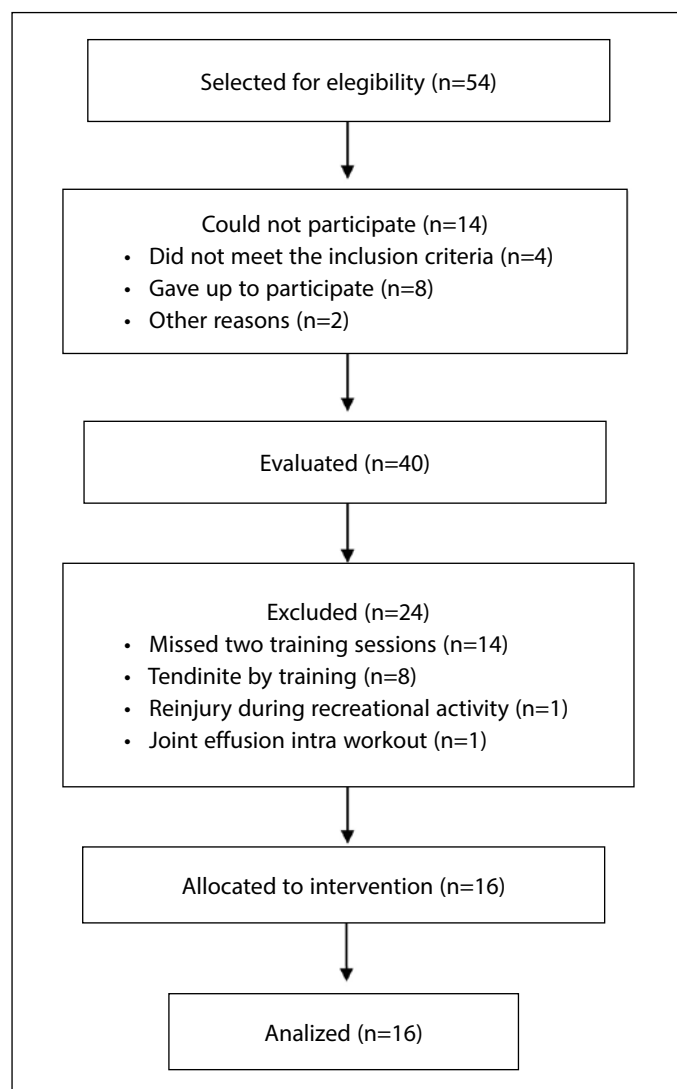 Selected for elegibility (n=54)
Could not participate (n=14)
• Did not meet the inclusion criteria (n=4)
• Gave up to participate (n=8)
• Other reasons (n=2)
Evaluated (n=40)
Excluded (n=24)
• Missed two training sessions (n=14)
• Tendinite by training (n=8)
• Reinjury during recreational activity (n=1)
• Joint effusion intra workout (n=1)
Allocated to intervention (n=16)
Analized (n=16)